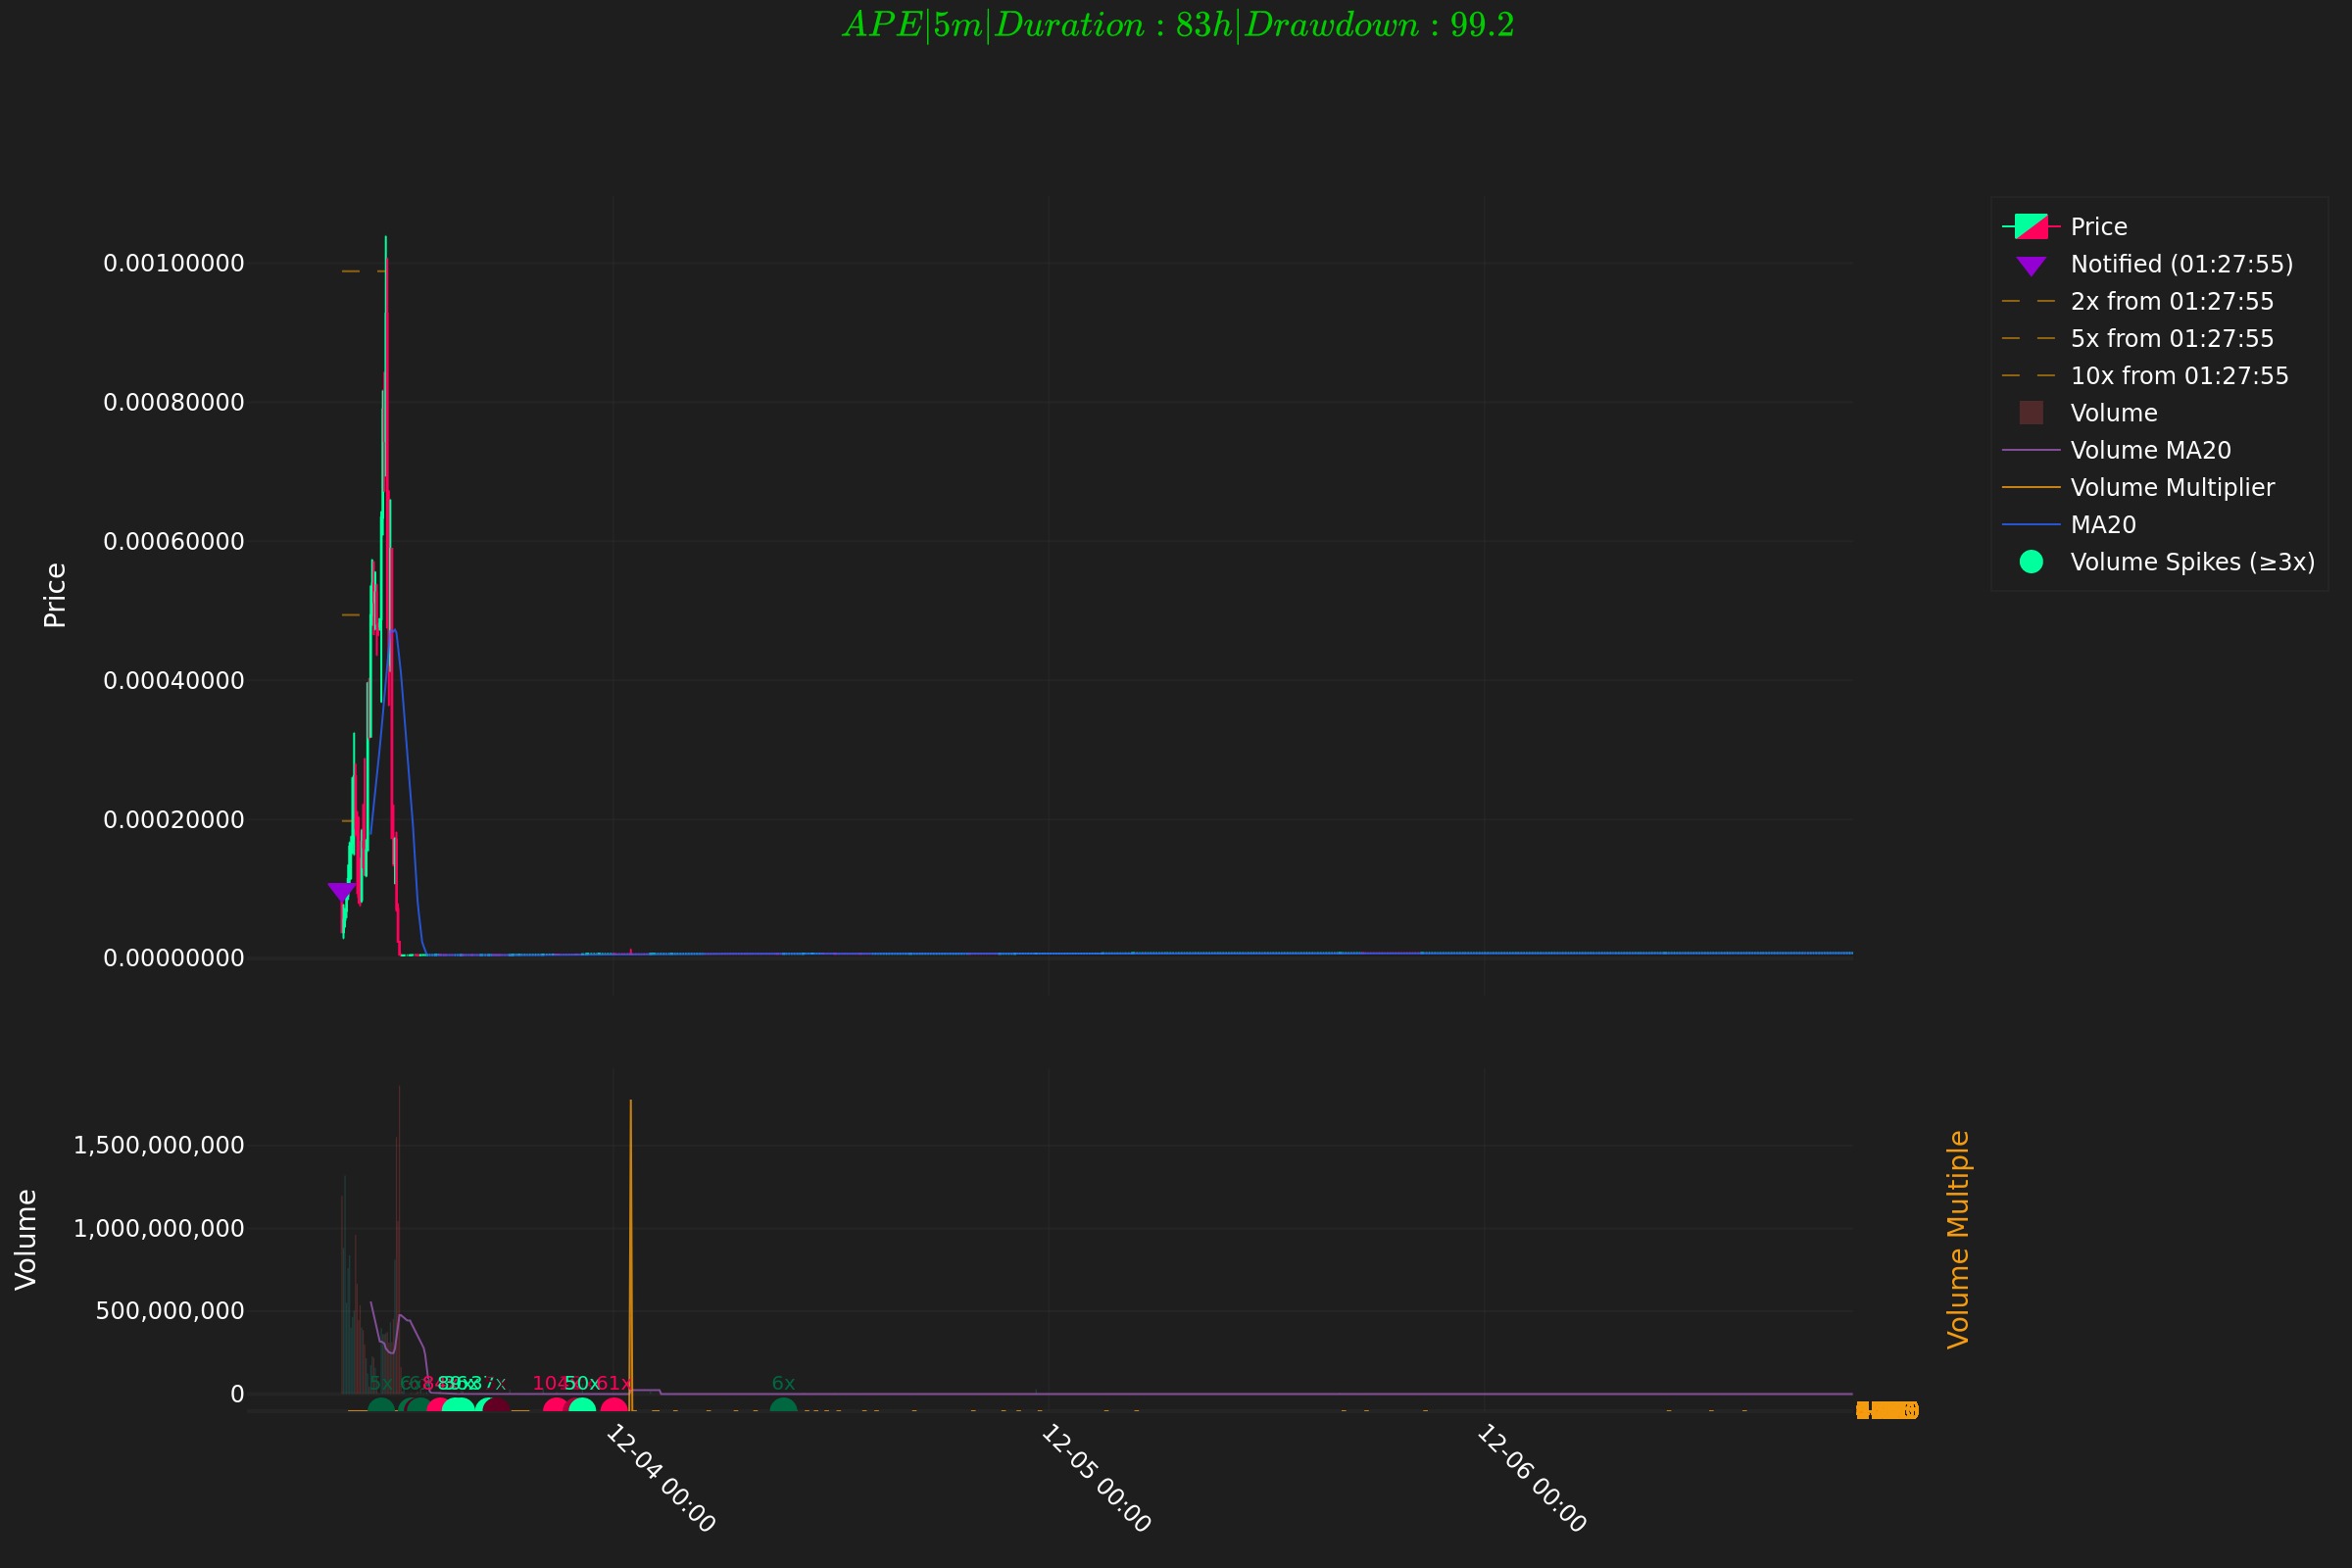 APE|5m|Duration : 83h|Drawdown : 99.2
Price
0.00100000
0.00080000
0.00060000
0.00040000
0.00020000
0.00000000
Price
Notified (01:27:55)
2x from 01:27:55
5x from 01:27:55
10x from 01:27:55
Volume
Volume MA20
Volume Multiplier
MA20
Volume Spikes (≥3x)
Volume
1,500,000,000
1,000,000,000
500,000,000
0
5x
50x
61x
6x
Volume Multiple
12-04 00:00
12-05 00:00
12-06 00:00